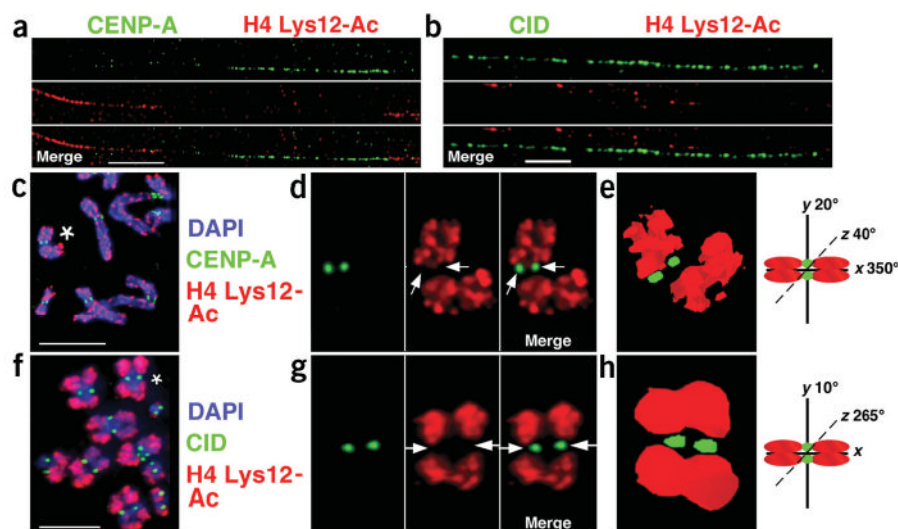 a CENP-A H4 Lys12-Ac
b CID H4 Lys12-Ac
Merge
Merge
c
*
DAPI
CENP-A
H4 Lys12-
Ac
d
Merge
e
y 20°
z 40°
x 350°
f
*
DAPI
CID
H4 Lys12-
Ac
g
Merge
h
y 10°
z 265°
x